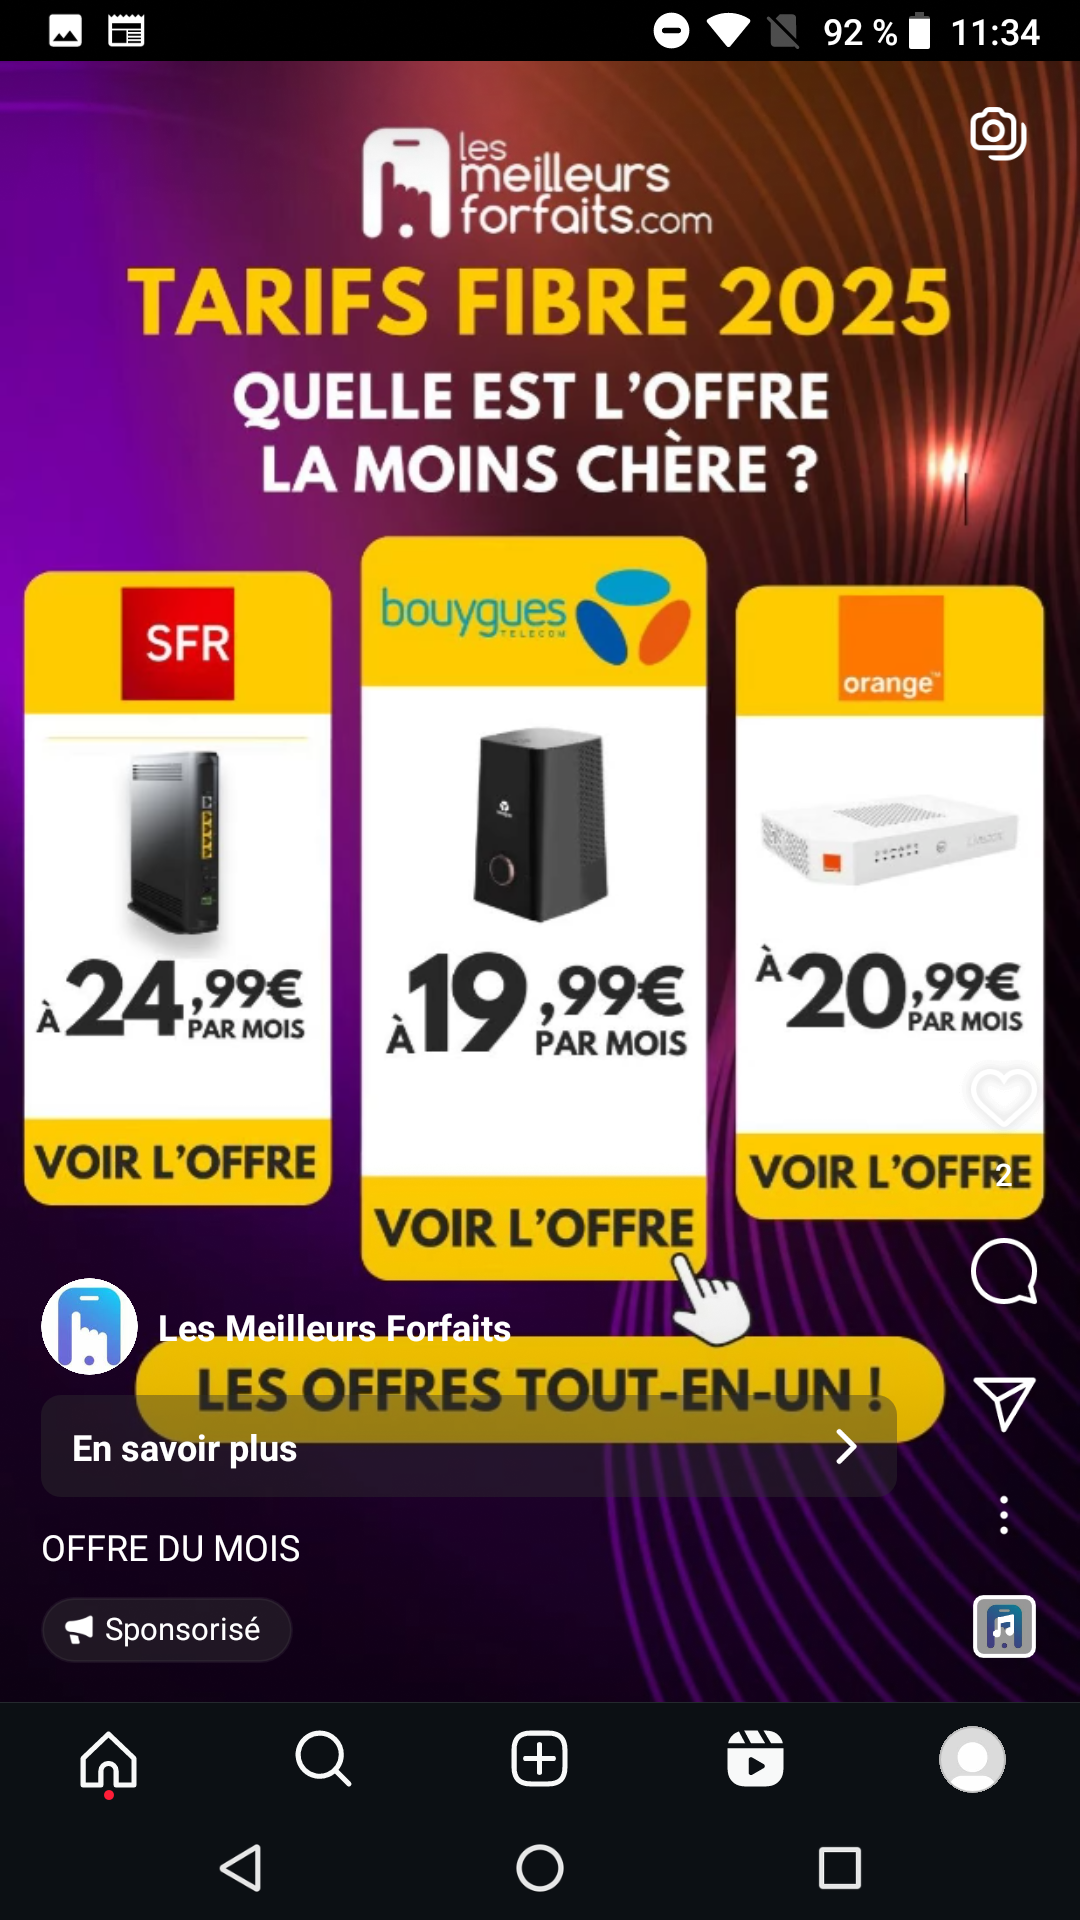 92 % 11:34
les
meilleurs
forfaits.com
TARIFS FIBRE 2025
QUELLE EST L'OFFRE
LA MOINS CHÈRE ?
SFR
À 24,99€
PAR MOIS
VOIR L'OFFRE
bouygues
TELECOM
À 19,99€
PAR MOIS
VOIR L'OFFRE
orange™
À 20,99€
PAR MOIS
VOIR L'OFFRE
2
Les Meilleurs Forfaits
LES OFFRES TOUT-EN-UN !
En savoir plus
OFFRE DU MOIS
Sponsorisé